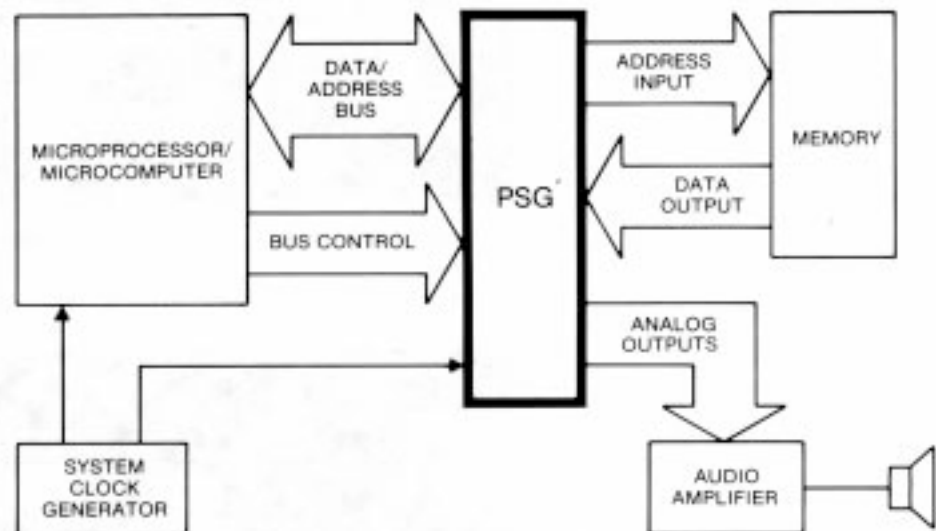 DATA/
ADDRESS
BUS
ADDRESS
INPUT
MICROPROCESSOR/
MICROCOMPUTER
MEMORY
PSG
DATA
OUTPUT
BUS CONTROL
ANALOG
OUTPUTS
SYSTEM
CLOCK
GENERATOR
AUDIO
AMPLIFIER